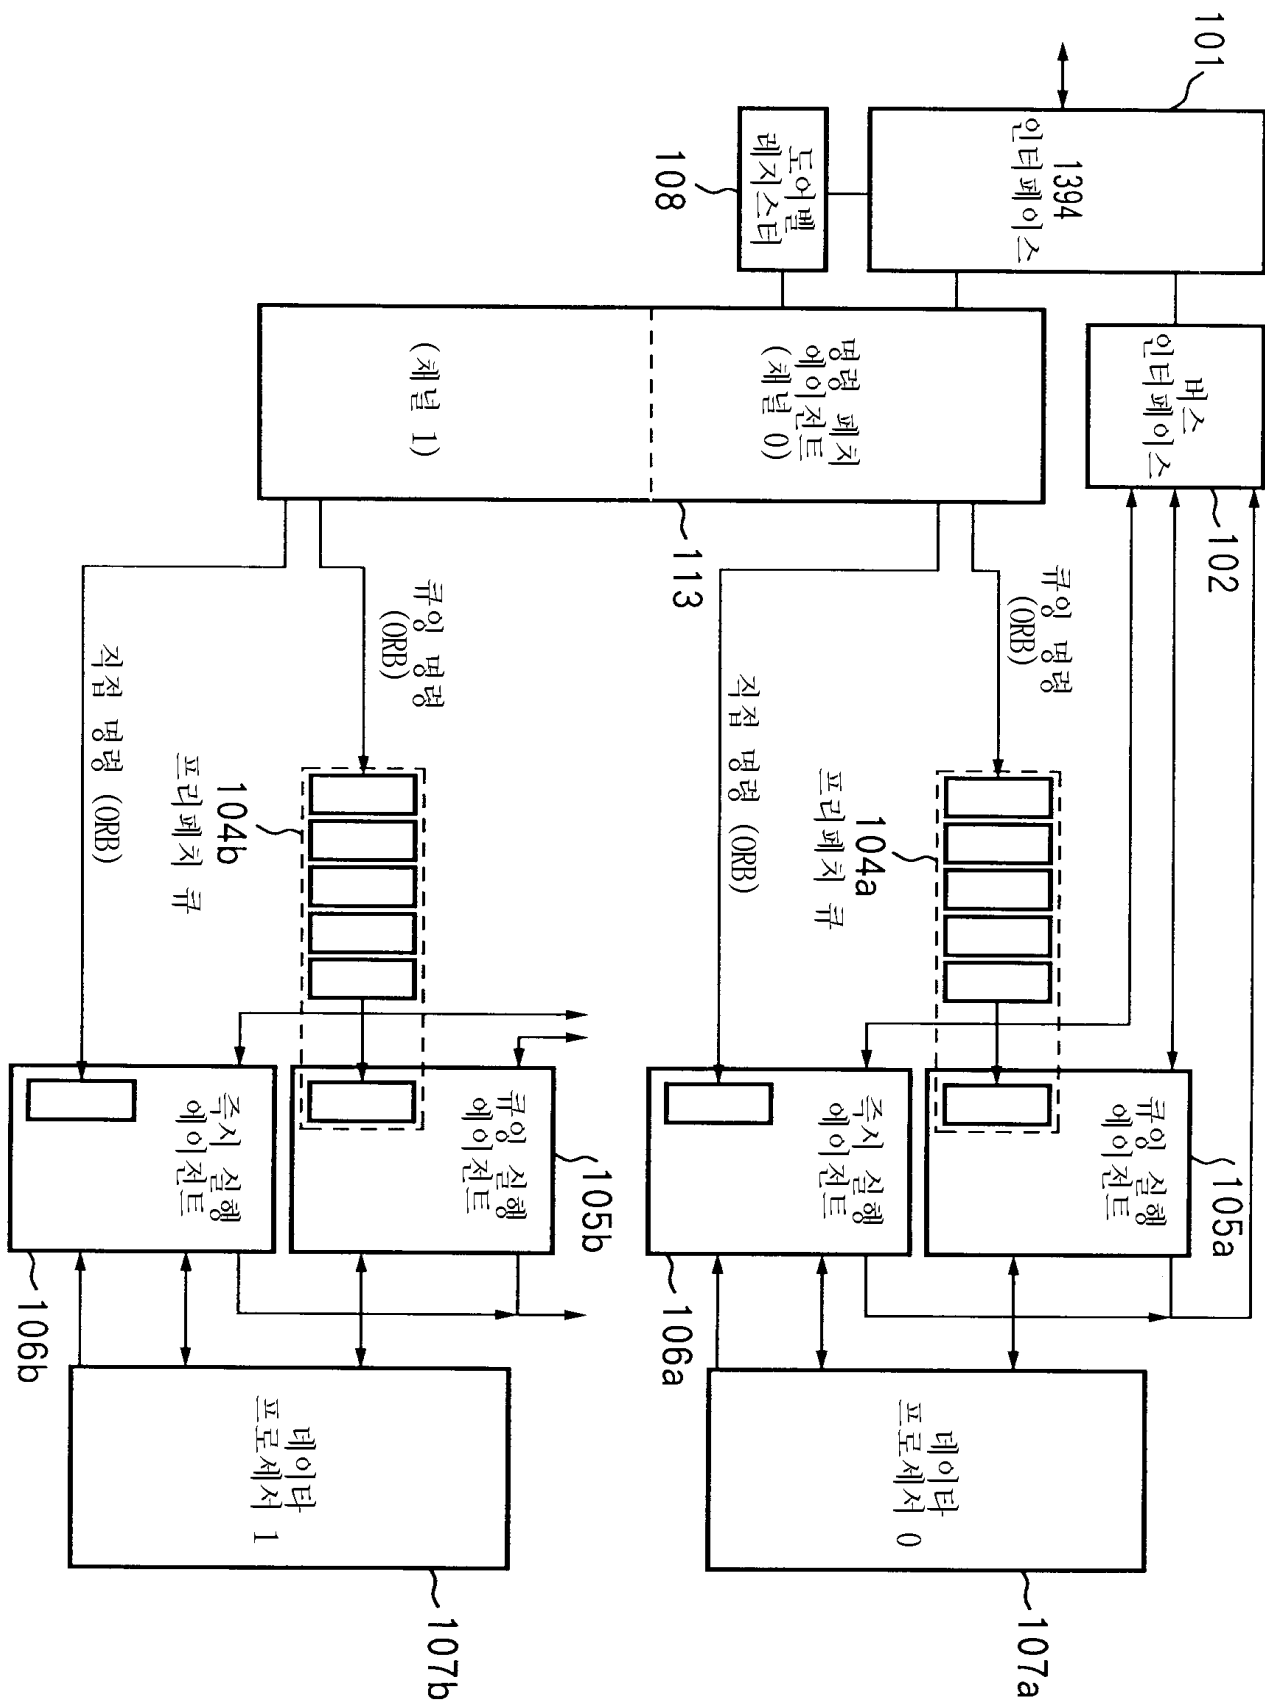 101
1394
인터페이스
도어벨
레지스터
108
버스
인터페이스
102
명령 페치
에이전트
(채널 0)
(채널 1)
113
큐잉 명령
(ORB)
직접 명령 (ORB)
104a
프리페치 큐
큐잉 실행
에이전트
105a
즉시 실행
에이전트
106a
데이타
프로세서 0
107a
큐잉 명령
(ORB)
직접 명령 (ORB)
104b
프리페치 큐
큐잉 실행
에이전트
105b
즉시 실행
에이전트
106b
데이타
프로세서 1
107b